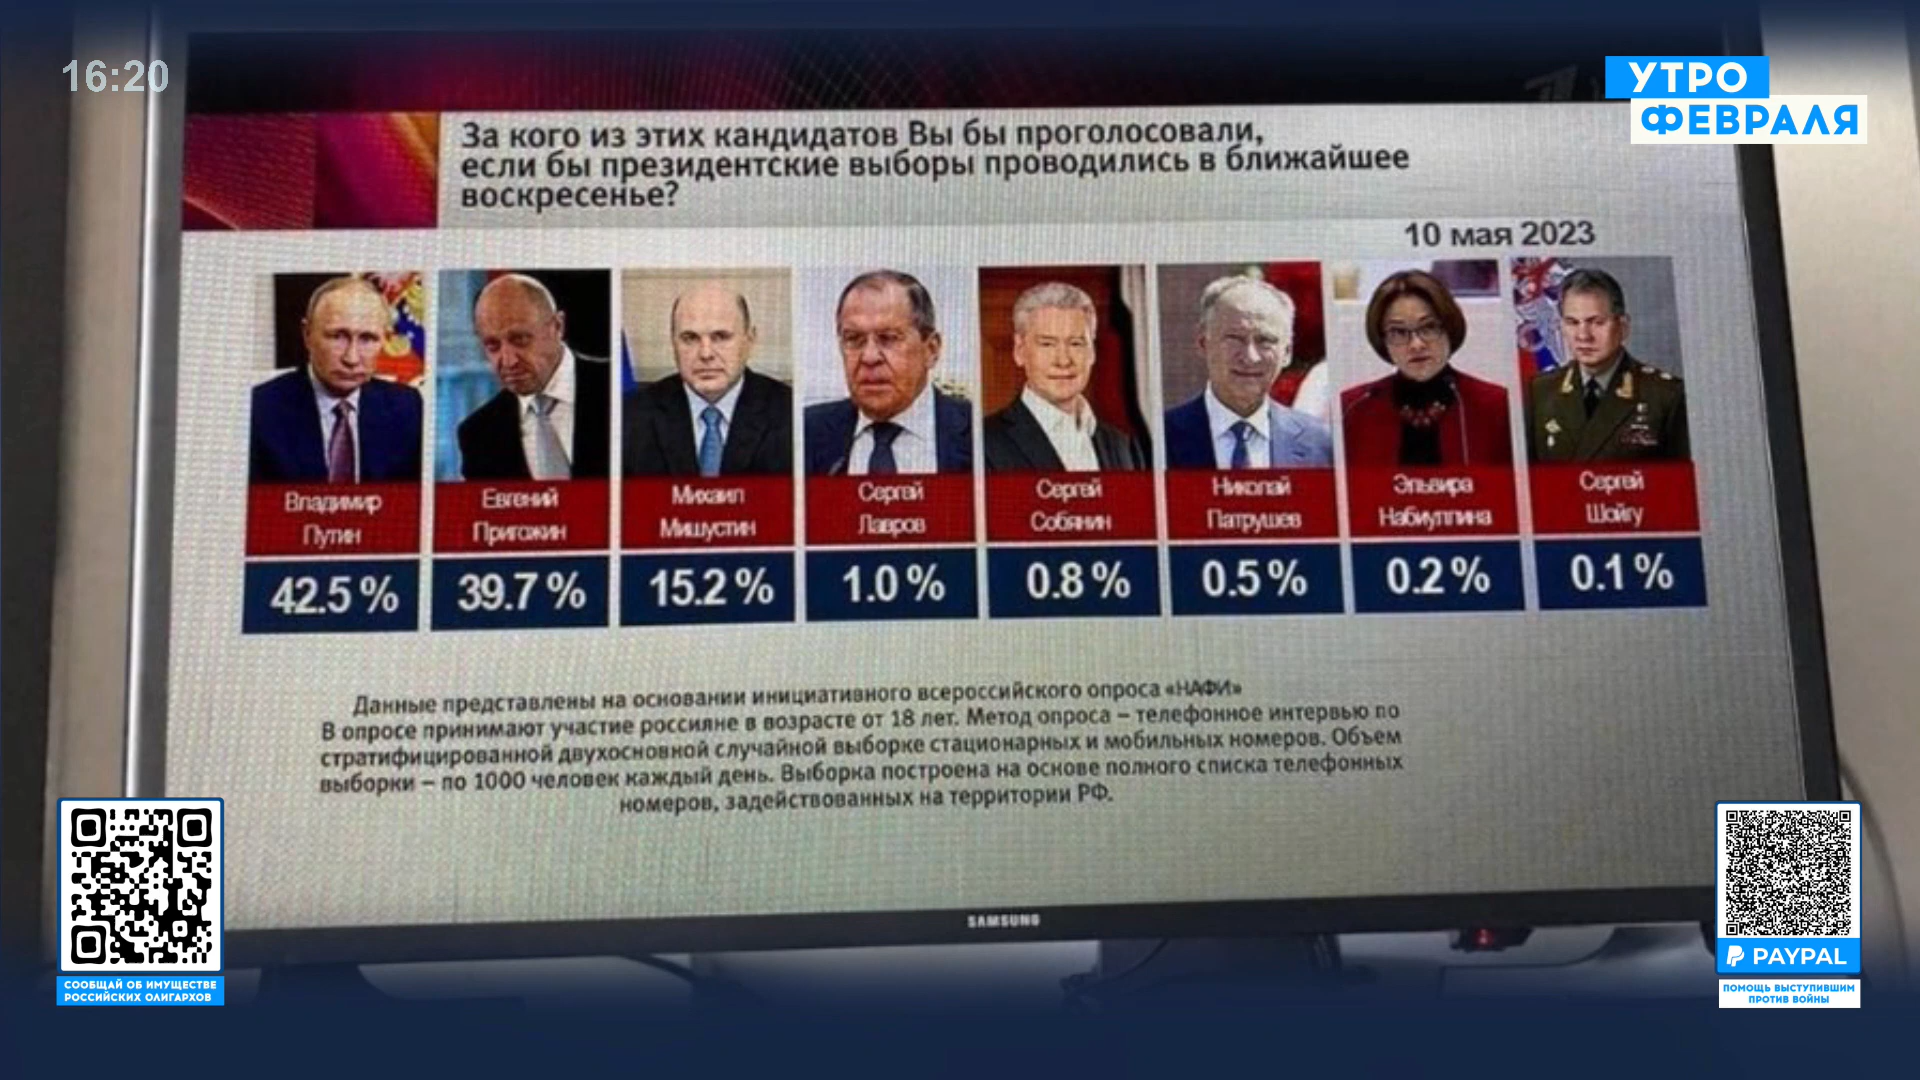 16:20
УТРО
ФЕВРАЛЯ
За кого из этих кандидатов Вы бы проголосовали,
если бы президентские выборы проводились в ближайшее
воскресенье?
10 мая 2023
Владимир
Путин
42.5%
Евгений
Пригожин
39.7%
Михаил
Мишустин
15.2%
Сергей
Лавров
1.0%
Сергей
Собянин
0.8%
Николай
Патрушев
0.5%
Эльвира
Набиуллина
0.2%
Сергей
Шойгу
0.1%
Данные представлены на основании инициативного всероссийского опроса «НАФИ»
В опросе принимают участие россияне в возрасте от 18 лет. Метод опроса – телефонное интервью по
стратифицированной двухосновной случайной выборке стационарных и мобильных номеров. Объем
выборки – по 1000 человек каждый день. Выборка построена на основе полного списка телефонных
номеров, задействованных на территории РФ.
SAMSUNG
СООБЩАЙ ОБ ИМУЩЕСТВЕ
РОССИЙСКИХ ОЛИГАРХОВ
PAYPAL
ПОМОЩЬ ВЫСТУПИВШИМ
ПРОТИВ ВОЙНЫ